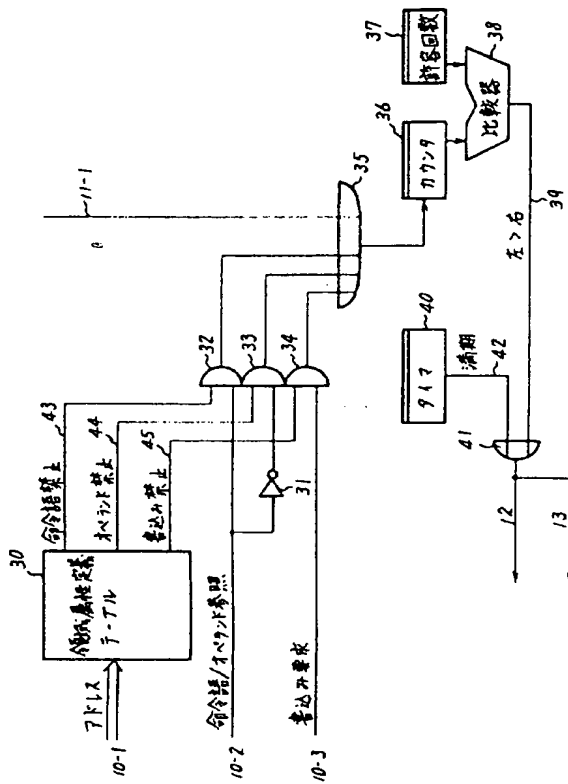 30
領域属性定義
テーブル
アドレス
10-1
命令語禁止
43
オペランド禁止
44
書込み禁止
45
命令語/オペランド参照
10-2
31
書込み要求
10-3
32
33
34
11-1
35
36
カウンタ
37
許容回数
38
比較器
39
左>右
40
タイマ
満期
42
41
12
13